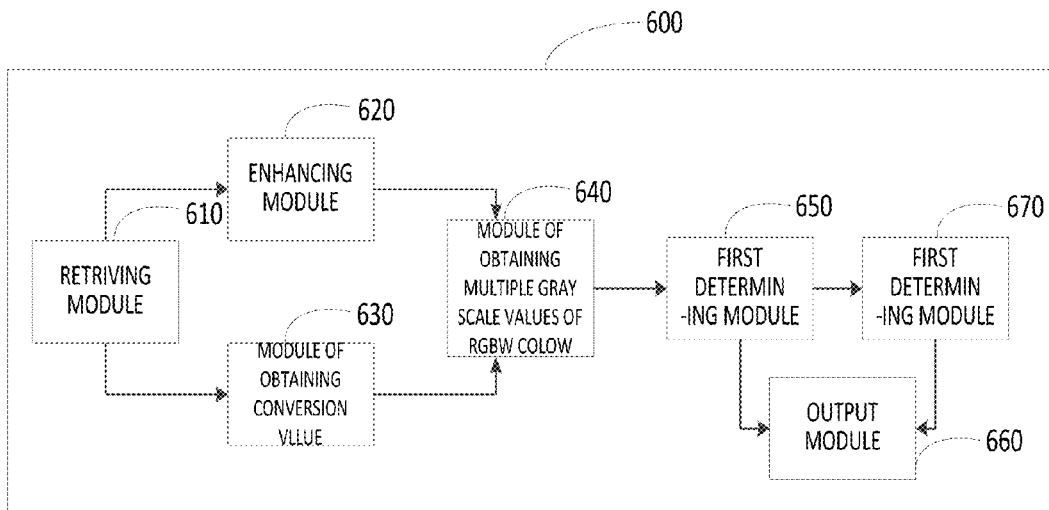 600
620
ENHANCING
MODULE
610
RETRIVING
MODULE
630
MODULE OF
OBTAINING
CONVERSION
VLLUE
640
MODULE OF
OBTAINING
MULTIPLE GRAY
SCALE VALUES OF
RGBW COLOW
650
FIRST
DETERMIN
-ING MODULE
670
FIRST
DETERMIN
-ING MODULE
OUTPUT
MODULE
660